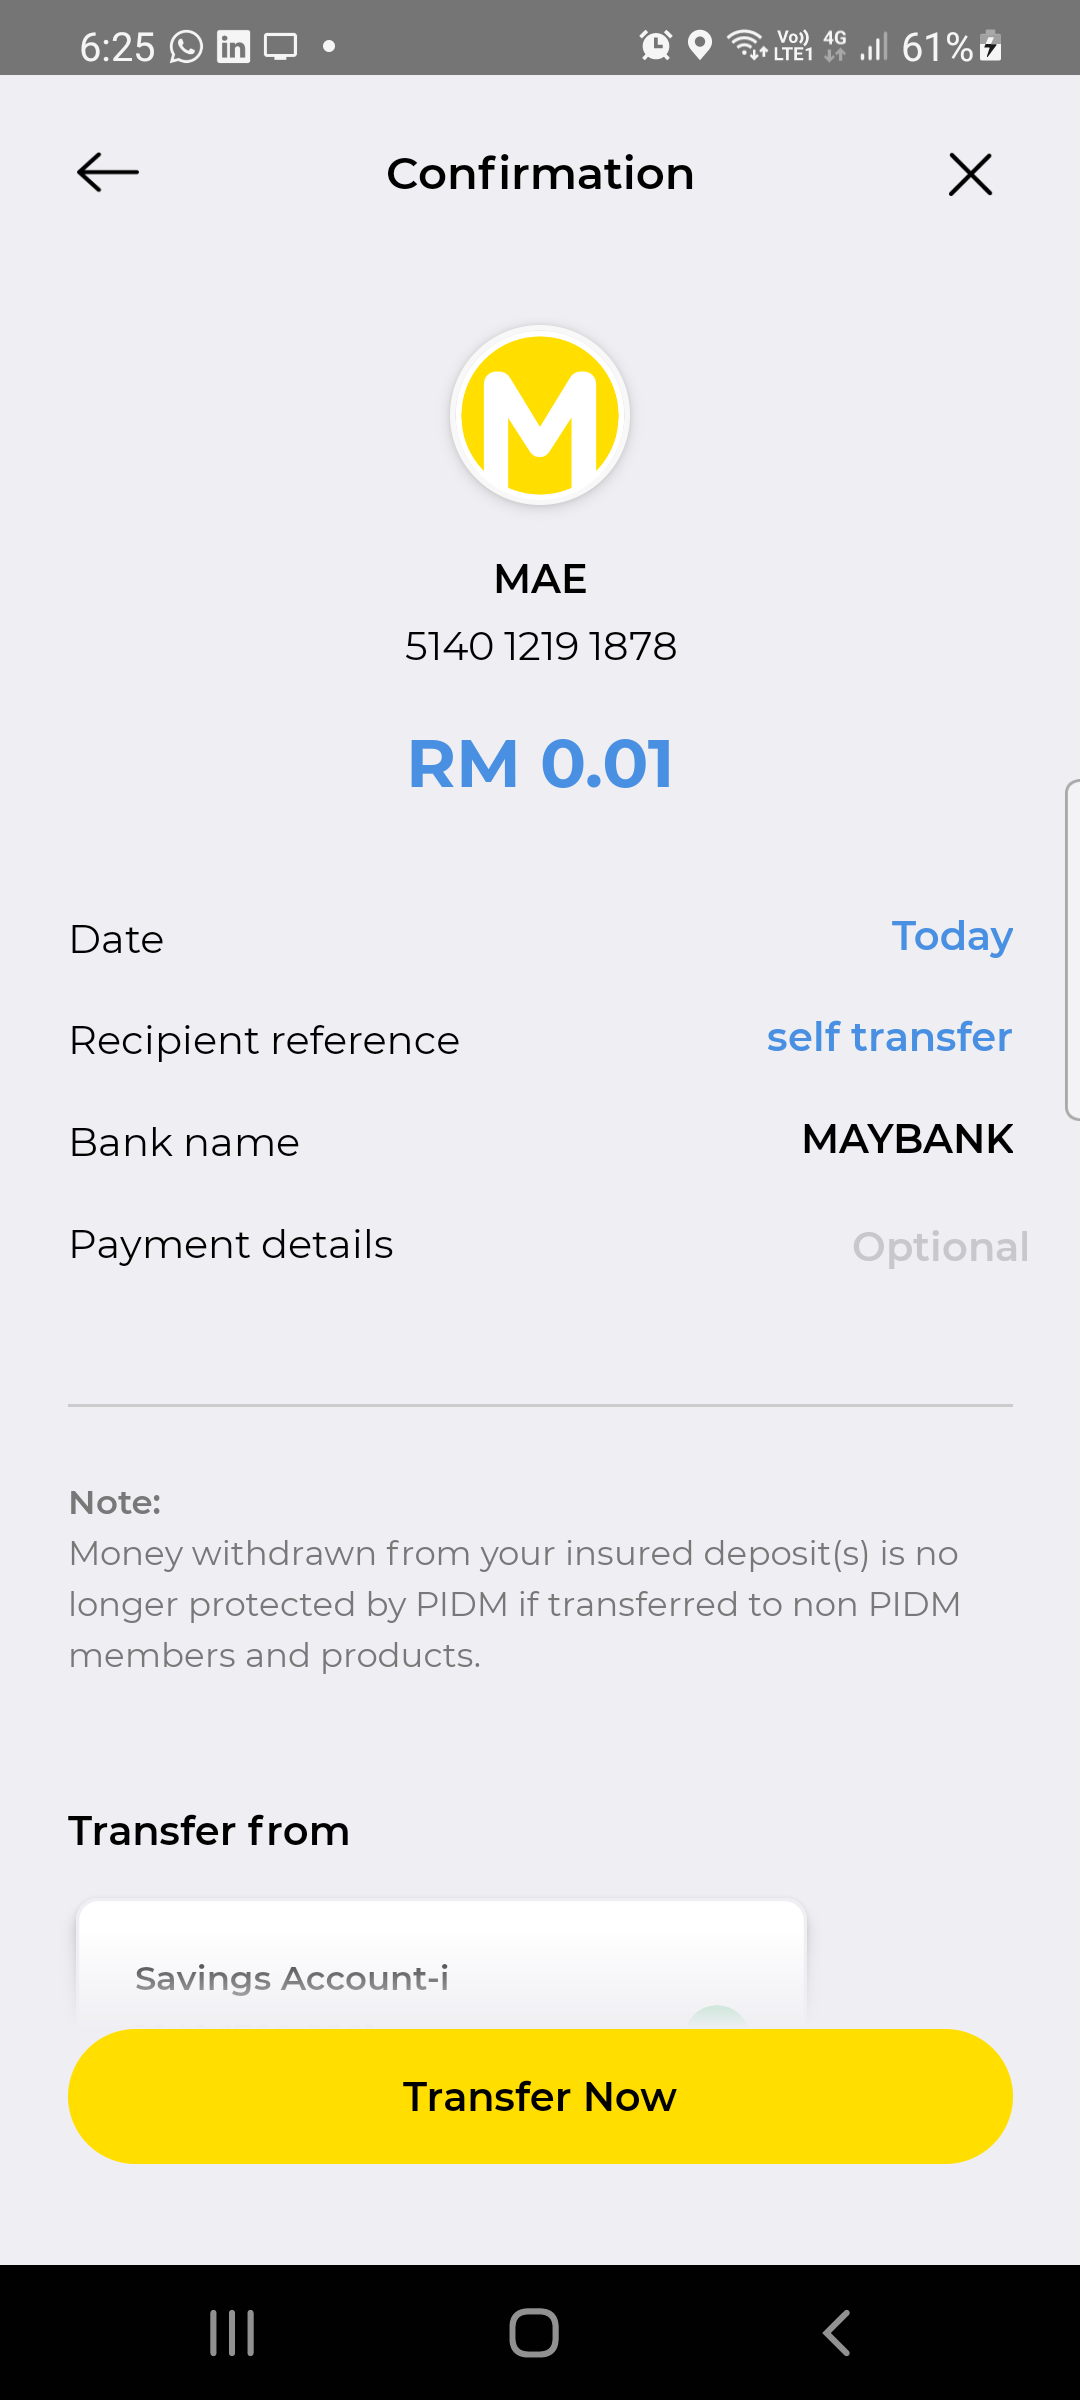 6:25 in Vo) LTE1 4G 61%
Confirmation
M
MAE
5140 1219 1878
RM 0.01
Date Today
Recipient reference self transfer
Bank name MAYBANK
Payment details Optional
Note:
Money withdrawn from your insured deposit(s) is no
longer protected by PIDM if transferred to non PIDM
members and products.
Transfer from
Savings Account-i
Transfer Now